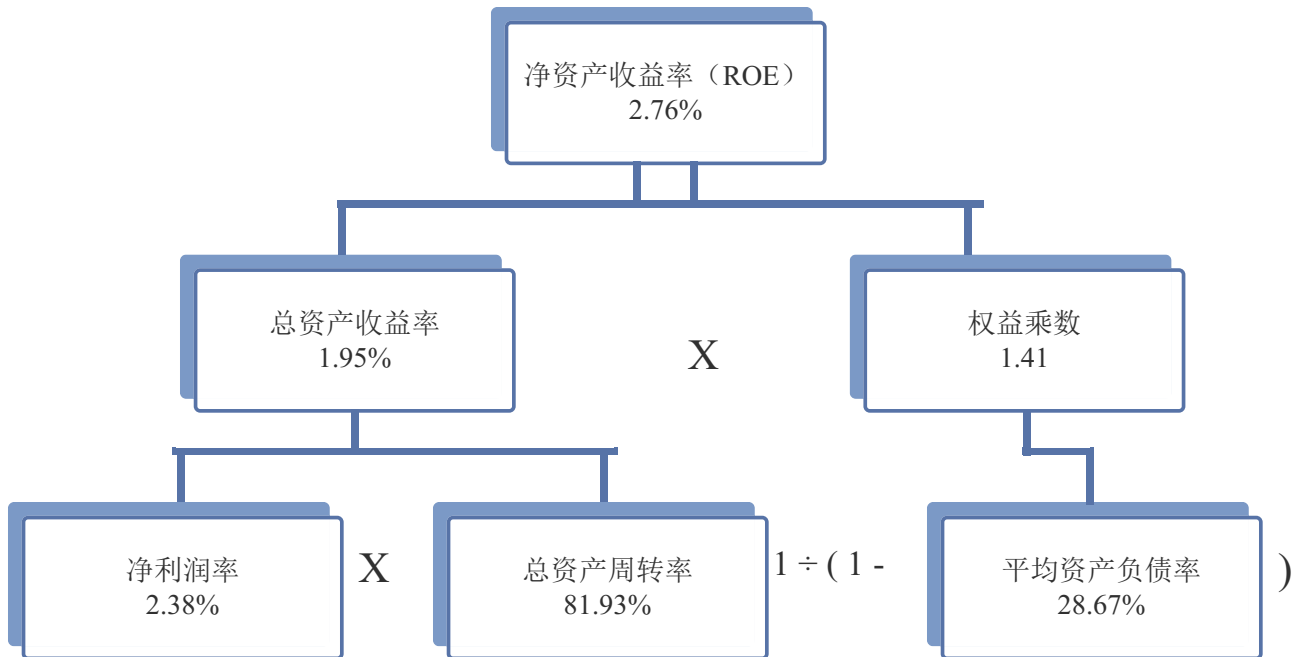 净资产收益率（ROE）
2.76%
总资产收益率
1.95%
X
权益乘数
1.41
净利润率
2.38%
X
总资产周转率
81.93%
1 ÷ ( 1 -
平均资产负债率
28.67%
)